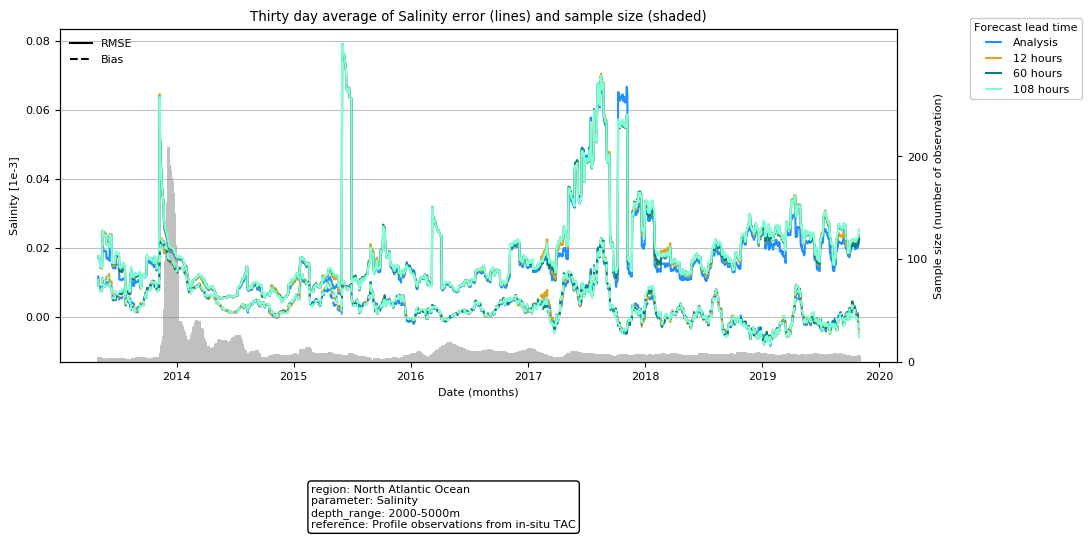 Thirty day average of Salinity error (lines) and sample size (shaded)
Forecast lead time
Analysis
12 hours
60 hours
108 hours
RMSE
Bias
0.08
0.06
0.04
0.02
0.00
Salinity [1e-3]
200
100
0
Sample size (number of observation)
2014 2015 2016 2017 2018 2019 2020
Date (months)
region: North Atlantic Ocean
parameter: Salinity
depth_range: 2000-5000m
reference: Profile observations from in-situ TAC